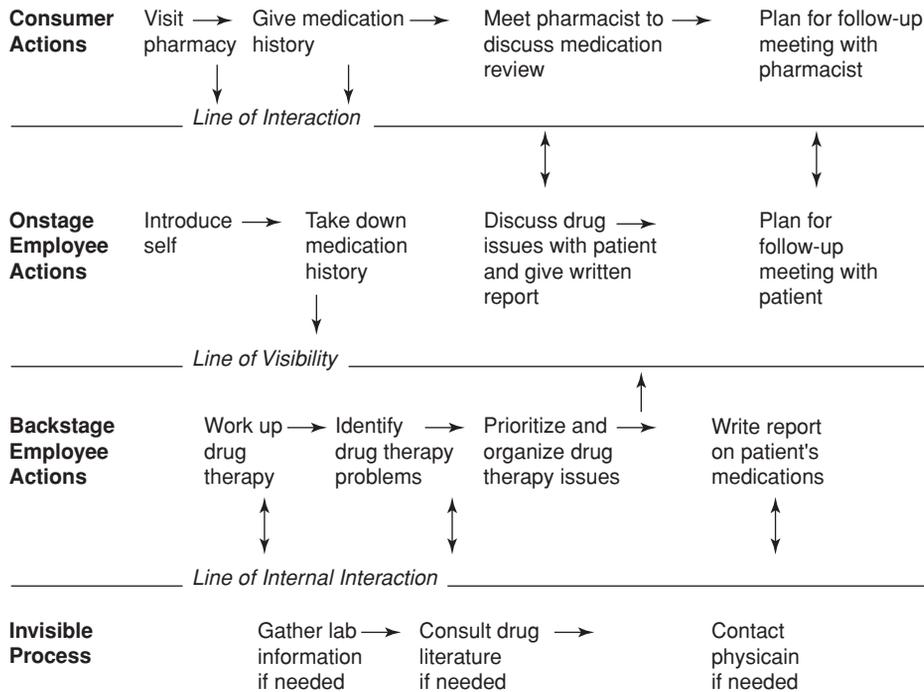 Consumer Actions
Visit pharmacy
Give medication history
Meet pharmacist to discuss medication review
Plan for follow-up meeting with pharmacist
Line of Interaction
Onstage Employee Actions
Introduce self
Take down medication history
Discuss drug issues with patient and give written report
Plan for follow-up meeting with patient
Line of Visibility
Backstage Employee Actions
Work up drug therapy
Identify drug therapy problems
Prioritize and organize drug therapy issues
Write report on patient's medications
Line of Internal Interaction
Invisible Process
Gather lab information if needed
Consult drug literature if needed
Contact physicain if needed